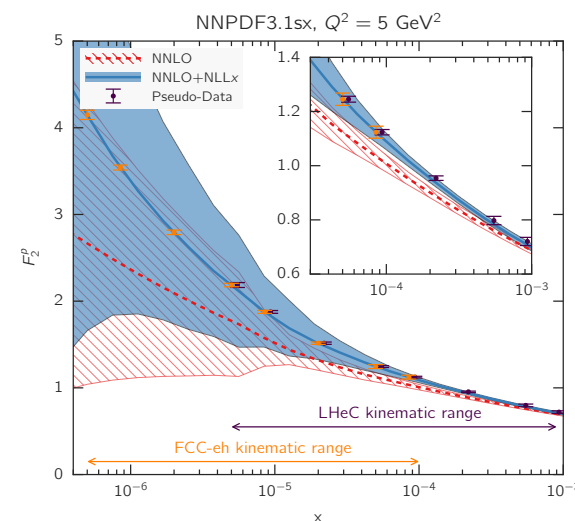 NNPDF3.1sx, Q² = 5 GeV²
NNLO
NNLO+NLLx
Pseudo-Data
F₂ᵖ
5
4
3
2
1
0
1.4
1.2
1.0
0.8
0.6
10⁻⁴
10⁻³
LHeC kinematic range
FCC-eh kinematic range
10⁻⁶
10⁻⁵
10⁻⁴
10⁻³
x